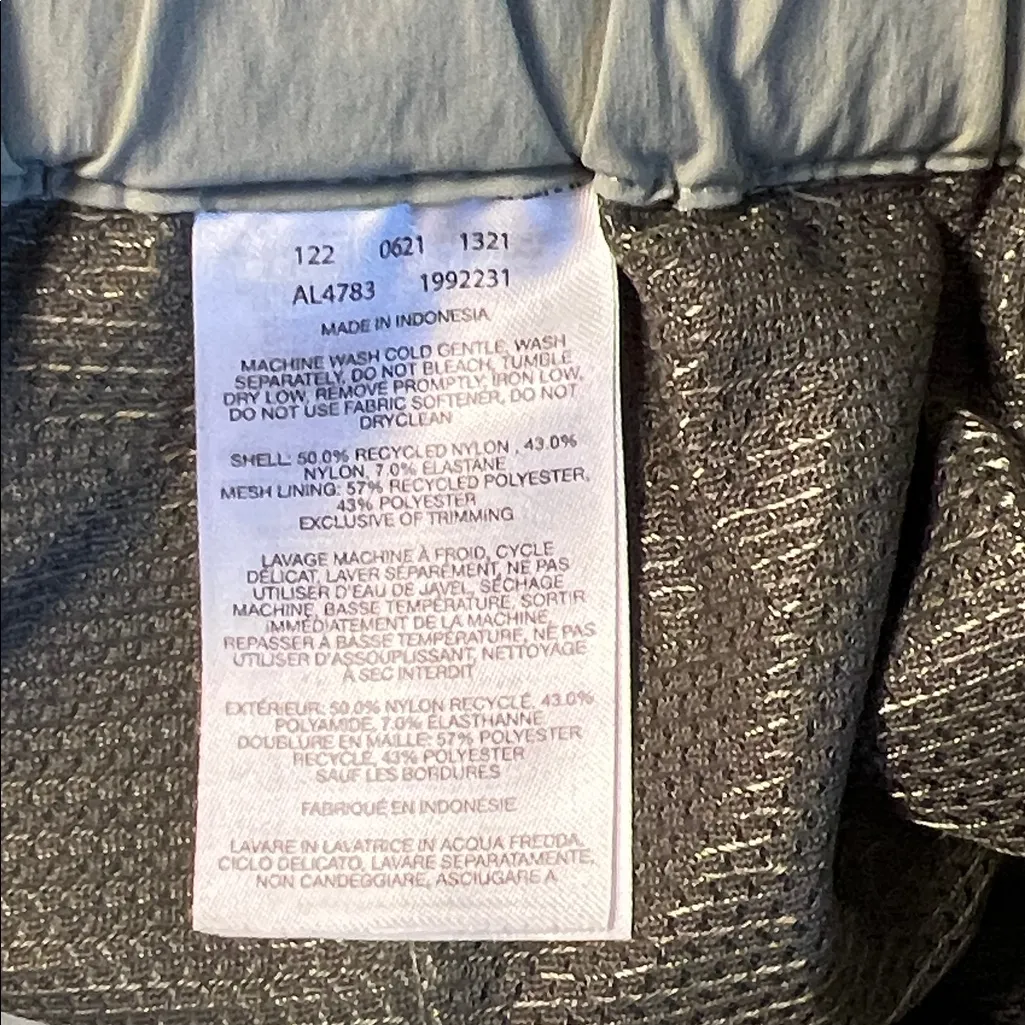 122 0621 1321
AL4783 1992231
MADE IN INDONESIA
MACHINE WASH COLD GENTLE, WASH
SEPARATELY, DO NOT BLEACH, TUMBLE
DRY LOW, REMOVE PROMPTLY, IRON LOW,
DO NOT USE FABRIC SOFTENER, DO NOT
DRYCLEAN
SHELL: 50.0% RECYCLED NYLON , 43.0%
NYLON, 7.0% ELASTANE
MESH LINING: 57% RECYCLED POLYESTER,
43% POLYESTER
EXCLUSIVE OF TRIMMING
LAVAGE MACHINE À FROID, CYCLE
DÉLICAT, LAVER SÉPARÉMENT, NE PAS
UTILISER D'EAU DE JAVEL, SÉCHAGE
MACHINE, BASSE TEMPÉRATURE, SORTIR
IMMÉDIATEMENT DE LA MACHINE,
REPASSER À BASSE TEMPÉRATURE, NE PAS
UTILISER D'ASSOUPLISSANT, NETTOYAGE
À SEC INTERDIT
EXTÉRIEUR: 50.0% NYLON RECYCLÉ, 43.0%
POLYAMIDE, 7.0% ÉLASTHANNE
DOUBLURE EN MAILLE: 57% POLYESTER
RECYCLÉ, 43% POLYESTER
SAUF LES BORDURES
FABRIQUÉ EN INDONÉSIE
LAVARE IN LAVATRICE IN ACQUA FREDDA,
CICLO DELICATO, LAVARE SEPARATAMENTE,
NON CANDEGGIARE, ASCIUGARE A